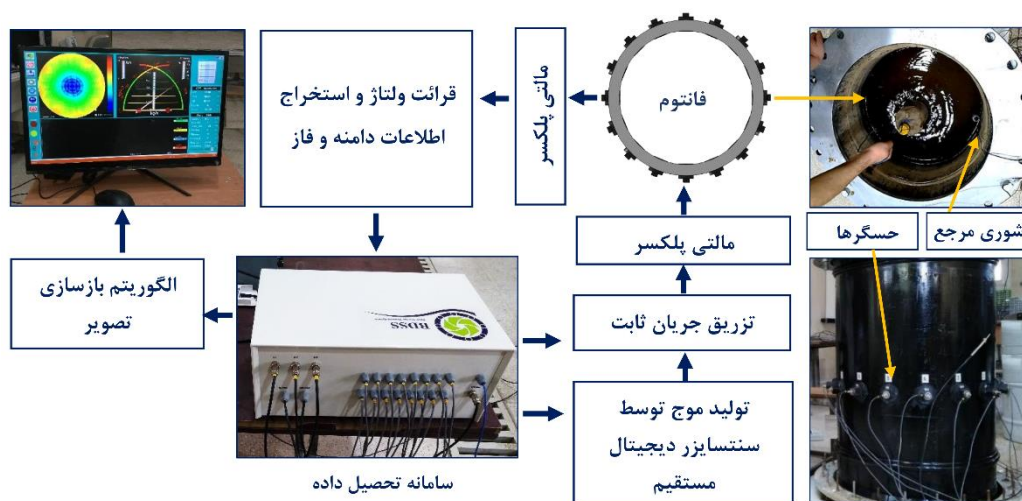 قرائت ولتاژ و استخراج
اطلاعات دامنه و فاز
مالتی پلکسر
فانتوم
مالتی پلکسر
حسگرها
شوری مرجع
الگوریتم بازسازی
تصویر
BDSS
تزریق جریان ثابت
تولید موج توسط
سنتسایزر دیجیتال
مستقیم
سامانه تحصیل داده